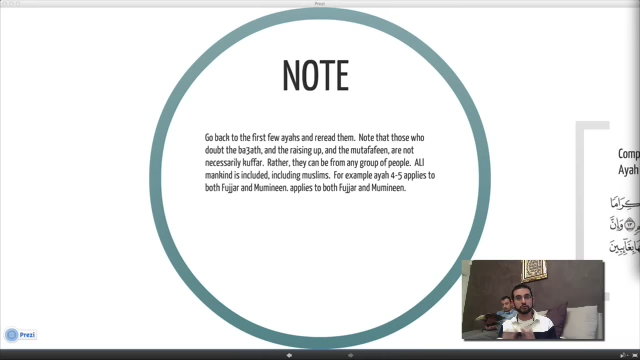 Prezi
NOTE
Go back to the first few ayahs and reread them. Note that those who
doubt the ba3ath, and the raising up, and the mutafafeen, are not
necessarily kuffar. Rather, they can be from any group of people. ALl
mankind is included, including muslims. For example ayah 4-5 applies to
both Fujjar and Mumineen. applies to both Fujjar and Mumineen.
Comp
Ayah
كِرَامًا
وَإِنَّ
بِغَآئِبِينَ
Prezi